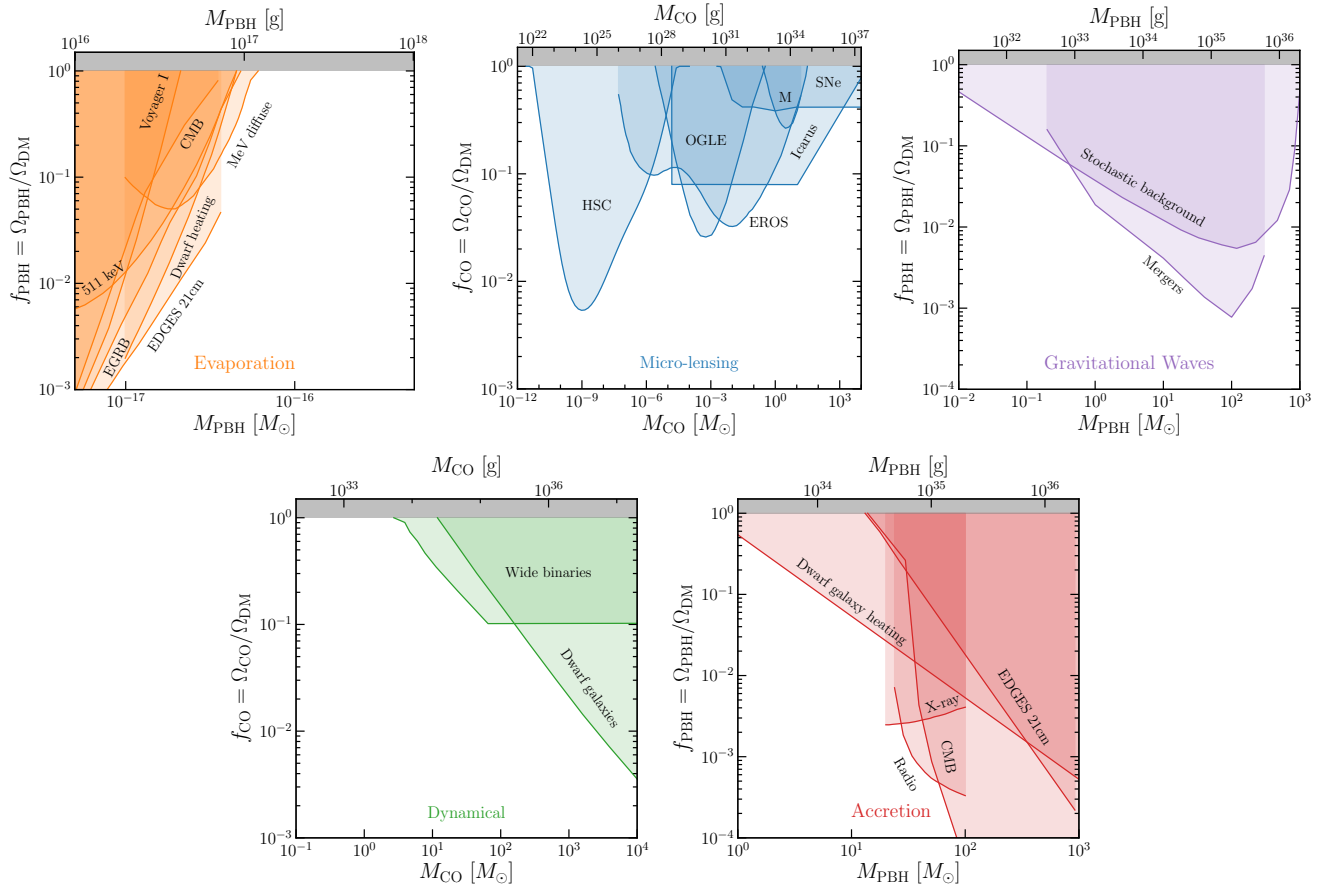 M_PBH [g]
10^16 10^17 10^18
f_PBH = Ω_PBH/Ω_DM
10^0
10^−1
10^−2
10^−3
Voyager I
CMB
MeV diffuse
511 keV
Dwarf heating
EDGES 21cm
EGRB
Evaporation
10^−17 10^−16
M_PBH [M_⊙]
M_CO [g]
10^22 10^25 10^28 10^31 10^34 10^37
f_CO = Ω_CO/Ω_DM
10^0
10^−1
10^−2
10^−3
SNe
M
OGLE
Icarus
HSC
EROS
Micro-lensing
10^−12 10^−9 10^−6 10^−3 10^0 10^3
M_CO [M_⊙]
M_PBH [g]
10^32 10^33 10^34 10^35 10^36
f_PBH = Ω_PBH/Ω_DM
10^0
10^−1
10^−2
10^−3
10^−4
Stochastic background
Mergers
Gravitational Waves
10^−2 10^−1 10^0 10^1 10^2 10^3
M_PBH [M_⊙]
M_CO [g]
10^33 10^36
f_CO = Ω_CO/Ω_DM
10^0
10^−1
10^−2
10^−3
Wide binaries
Dwarf galaxies
Dynamical
10^−1 10^0 10^1 10^2 10^3 10^4
M_CO [M_⊙]
M_PBH [g]
10^34 10^35 10^36
f_PBH = Ω_PBH/Ω_DM
10^0
10^−1
10^−2
10^−3
10^−4
Dwarf galaxy heating
X-ray
EDGES 21cm
CMB
Radio
Accretion
10^0 10^1 10^2 10^3
M_PBH [M_⊙]